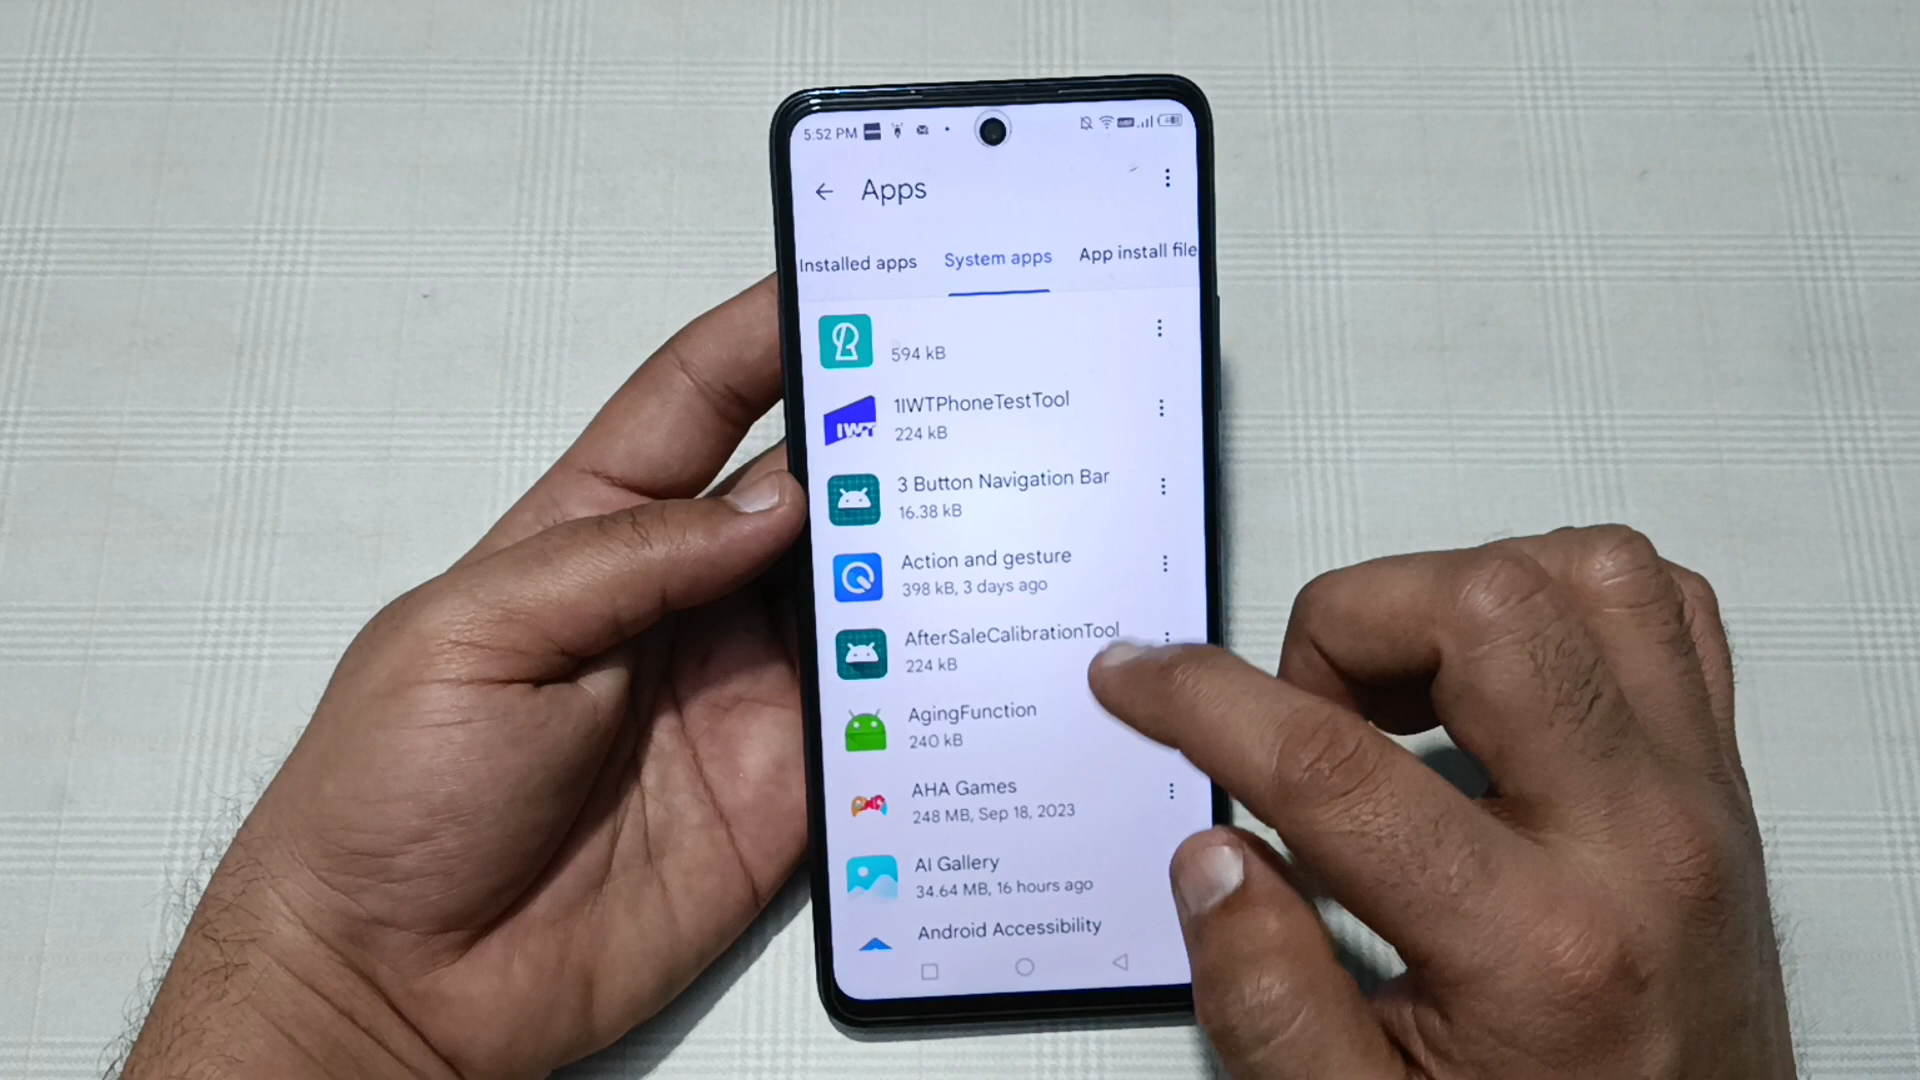 5:52 PM
Apps
Installed apps System apps App install file
594 kB
1IWTPhoneTestTool
224 kB
IWT
3 Button Navigation Bar
16.38 kB
Action and gesture
398 kB, 3 days ago
AfterSaleCalibrationTool
224 kB
AgingFunction
240 kB
AHA Games
248 MB, Sep 18, 2023
AI Gallery
34.64 MB, 16 hours ago
Android Accessibility